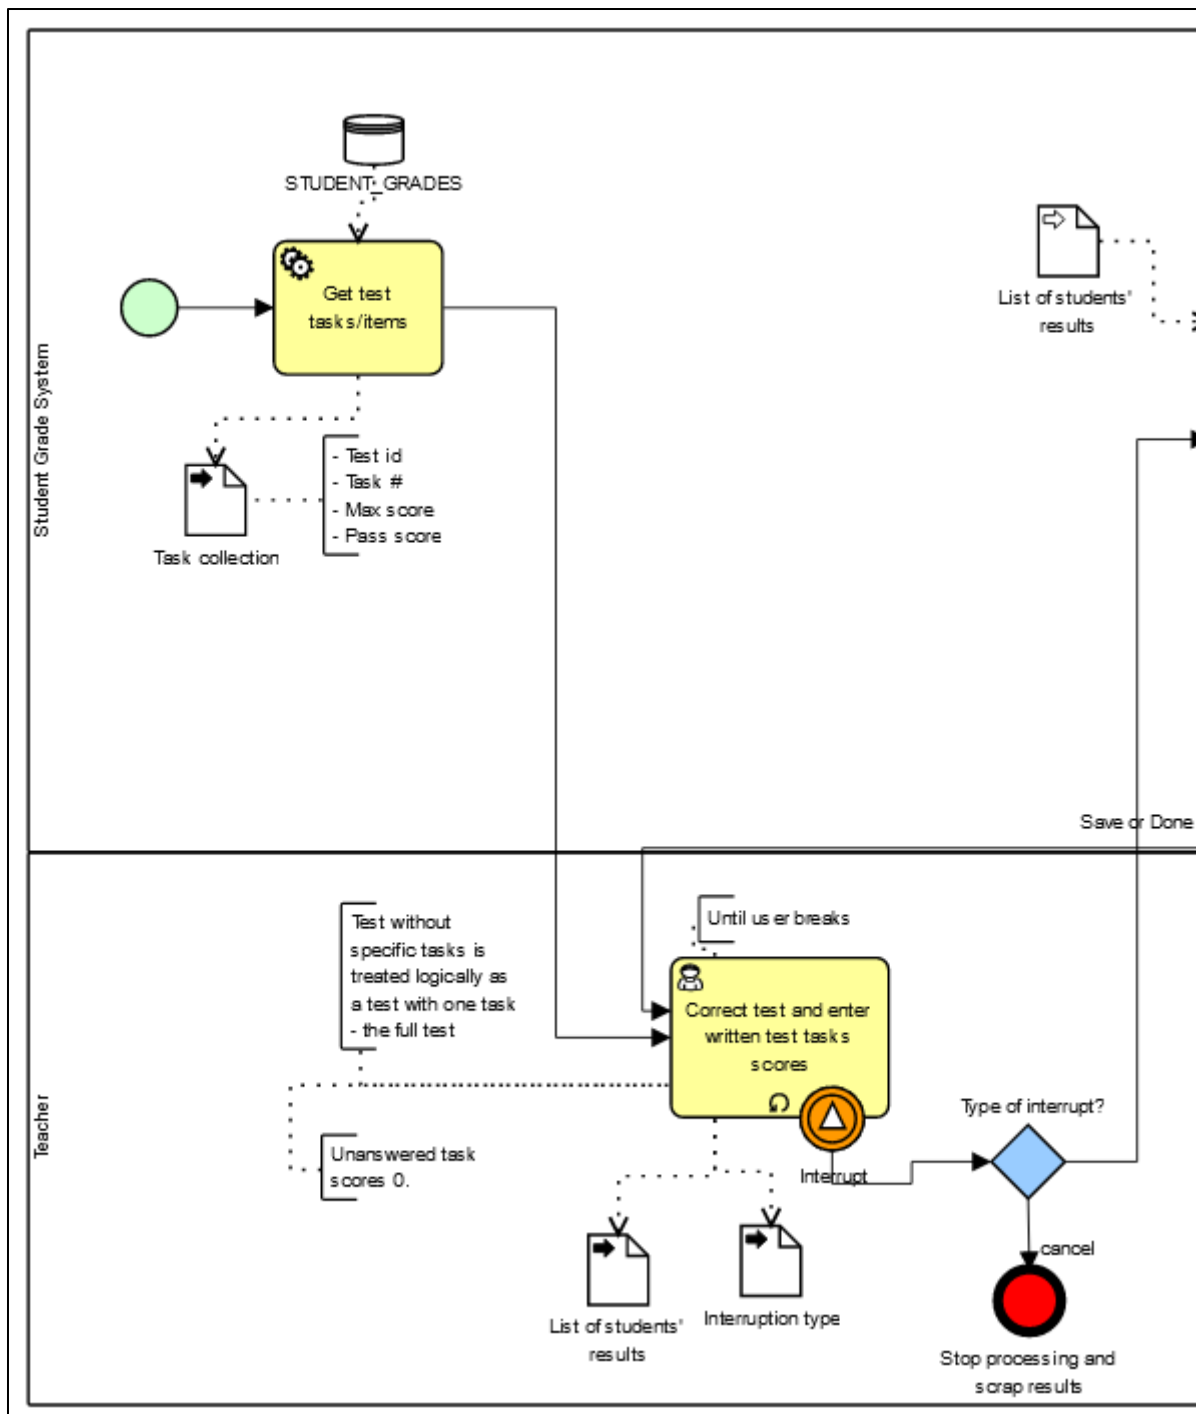 Student Grade System
STUDENT_GRADES
Get test
tasks/items
List of students'
results
- Test id
- Task #
- Max score
- Pass score
Task collection
Save or Done
Teacher
Test without
specific tasks is
treated logically as
a test with one task
- the full test
Until user breaks
Correct test and enter
written test tasks
scores
Type of interrupt?
Unanswered task
scores 0.
Interrupt
cancel
List of students'
results
Interruption type
Stop processing and
scrap results